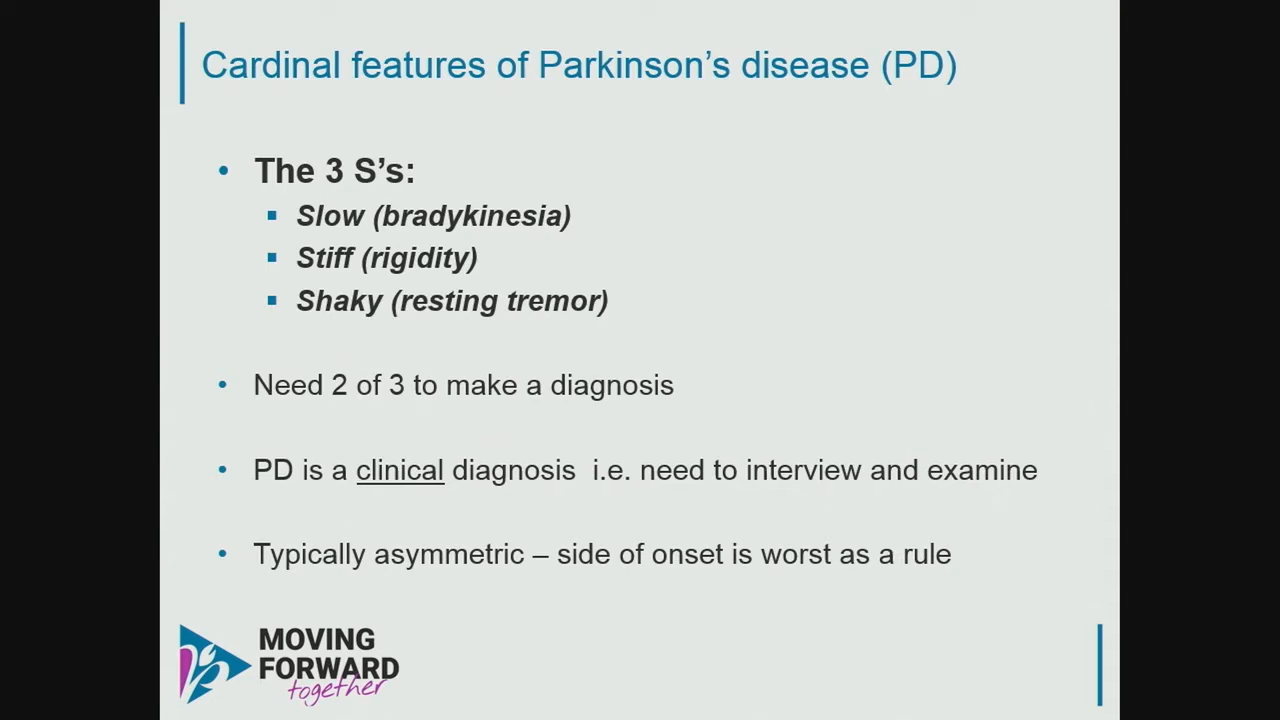 Cardinal features of Parkinson's disease (PD)
• The 3 S's:
▪ Slow (bradykinesia)
▪ Stiff (rigidity)
▪ Shaky (resting tremor)
• Need 2 of 3 to make a diagnosis
• PD is a clinical diagnosis  i.e. need to interview and examine
• Typically asymmetric – side of onset is worst as a rule
MOVING
FORWARD
together